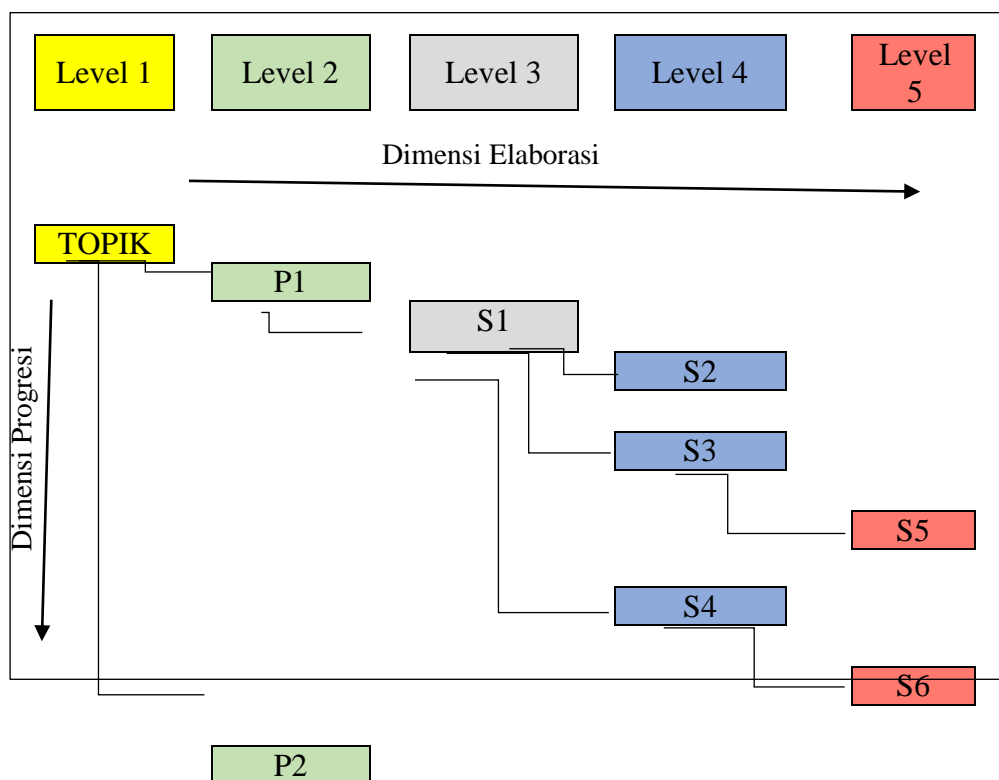 Level 1
Level 2
Level 3
Level 4
Level
5
Dimensi Elaborasi
TOPIK
P1
S1
S2
Dimensi Progresi
S3
S5
S4
S6
P2